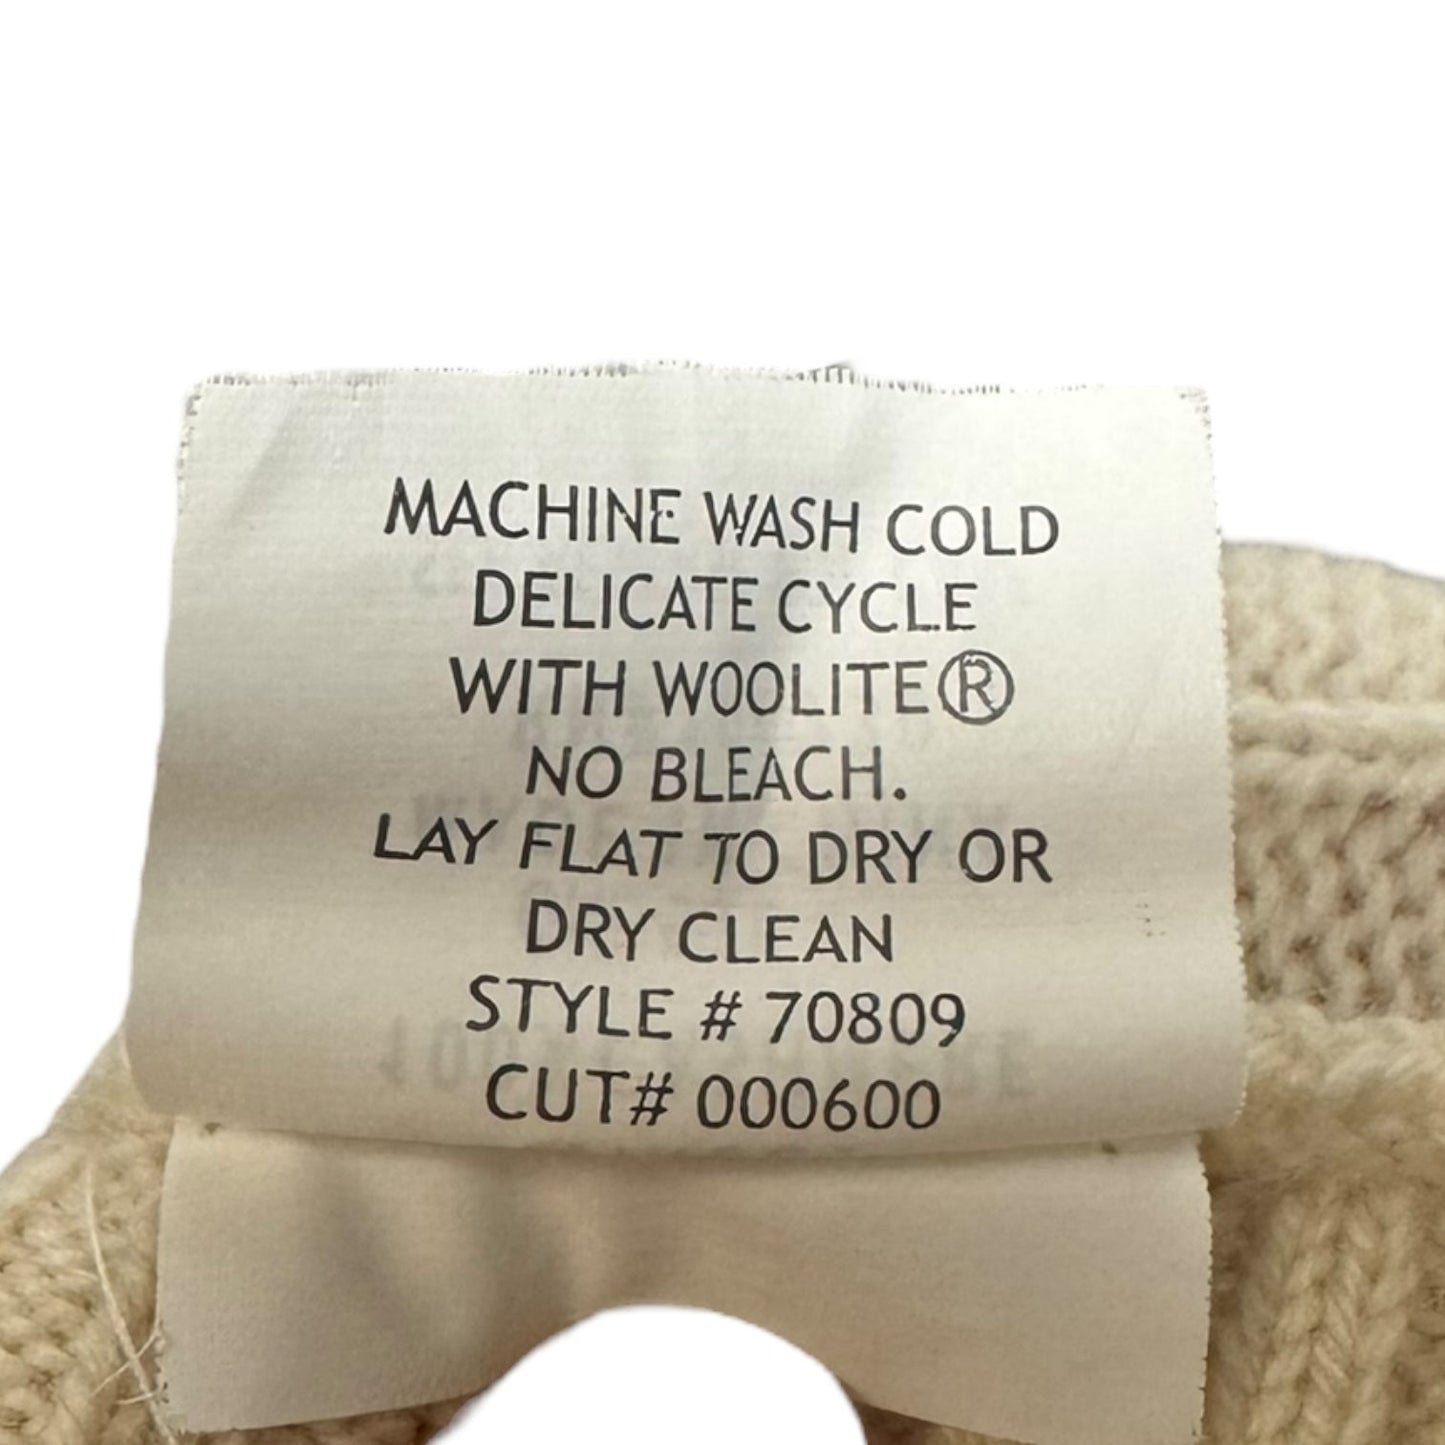 MACHINE WASH COLD
DELICATE CYCLE
WITH WOOLITE®
NO BLEACH.
LAY FLAT TO DRY OR
DRY CLEAN
STYLE # 70809
CUT# 000600